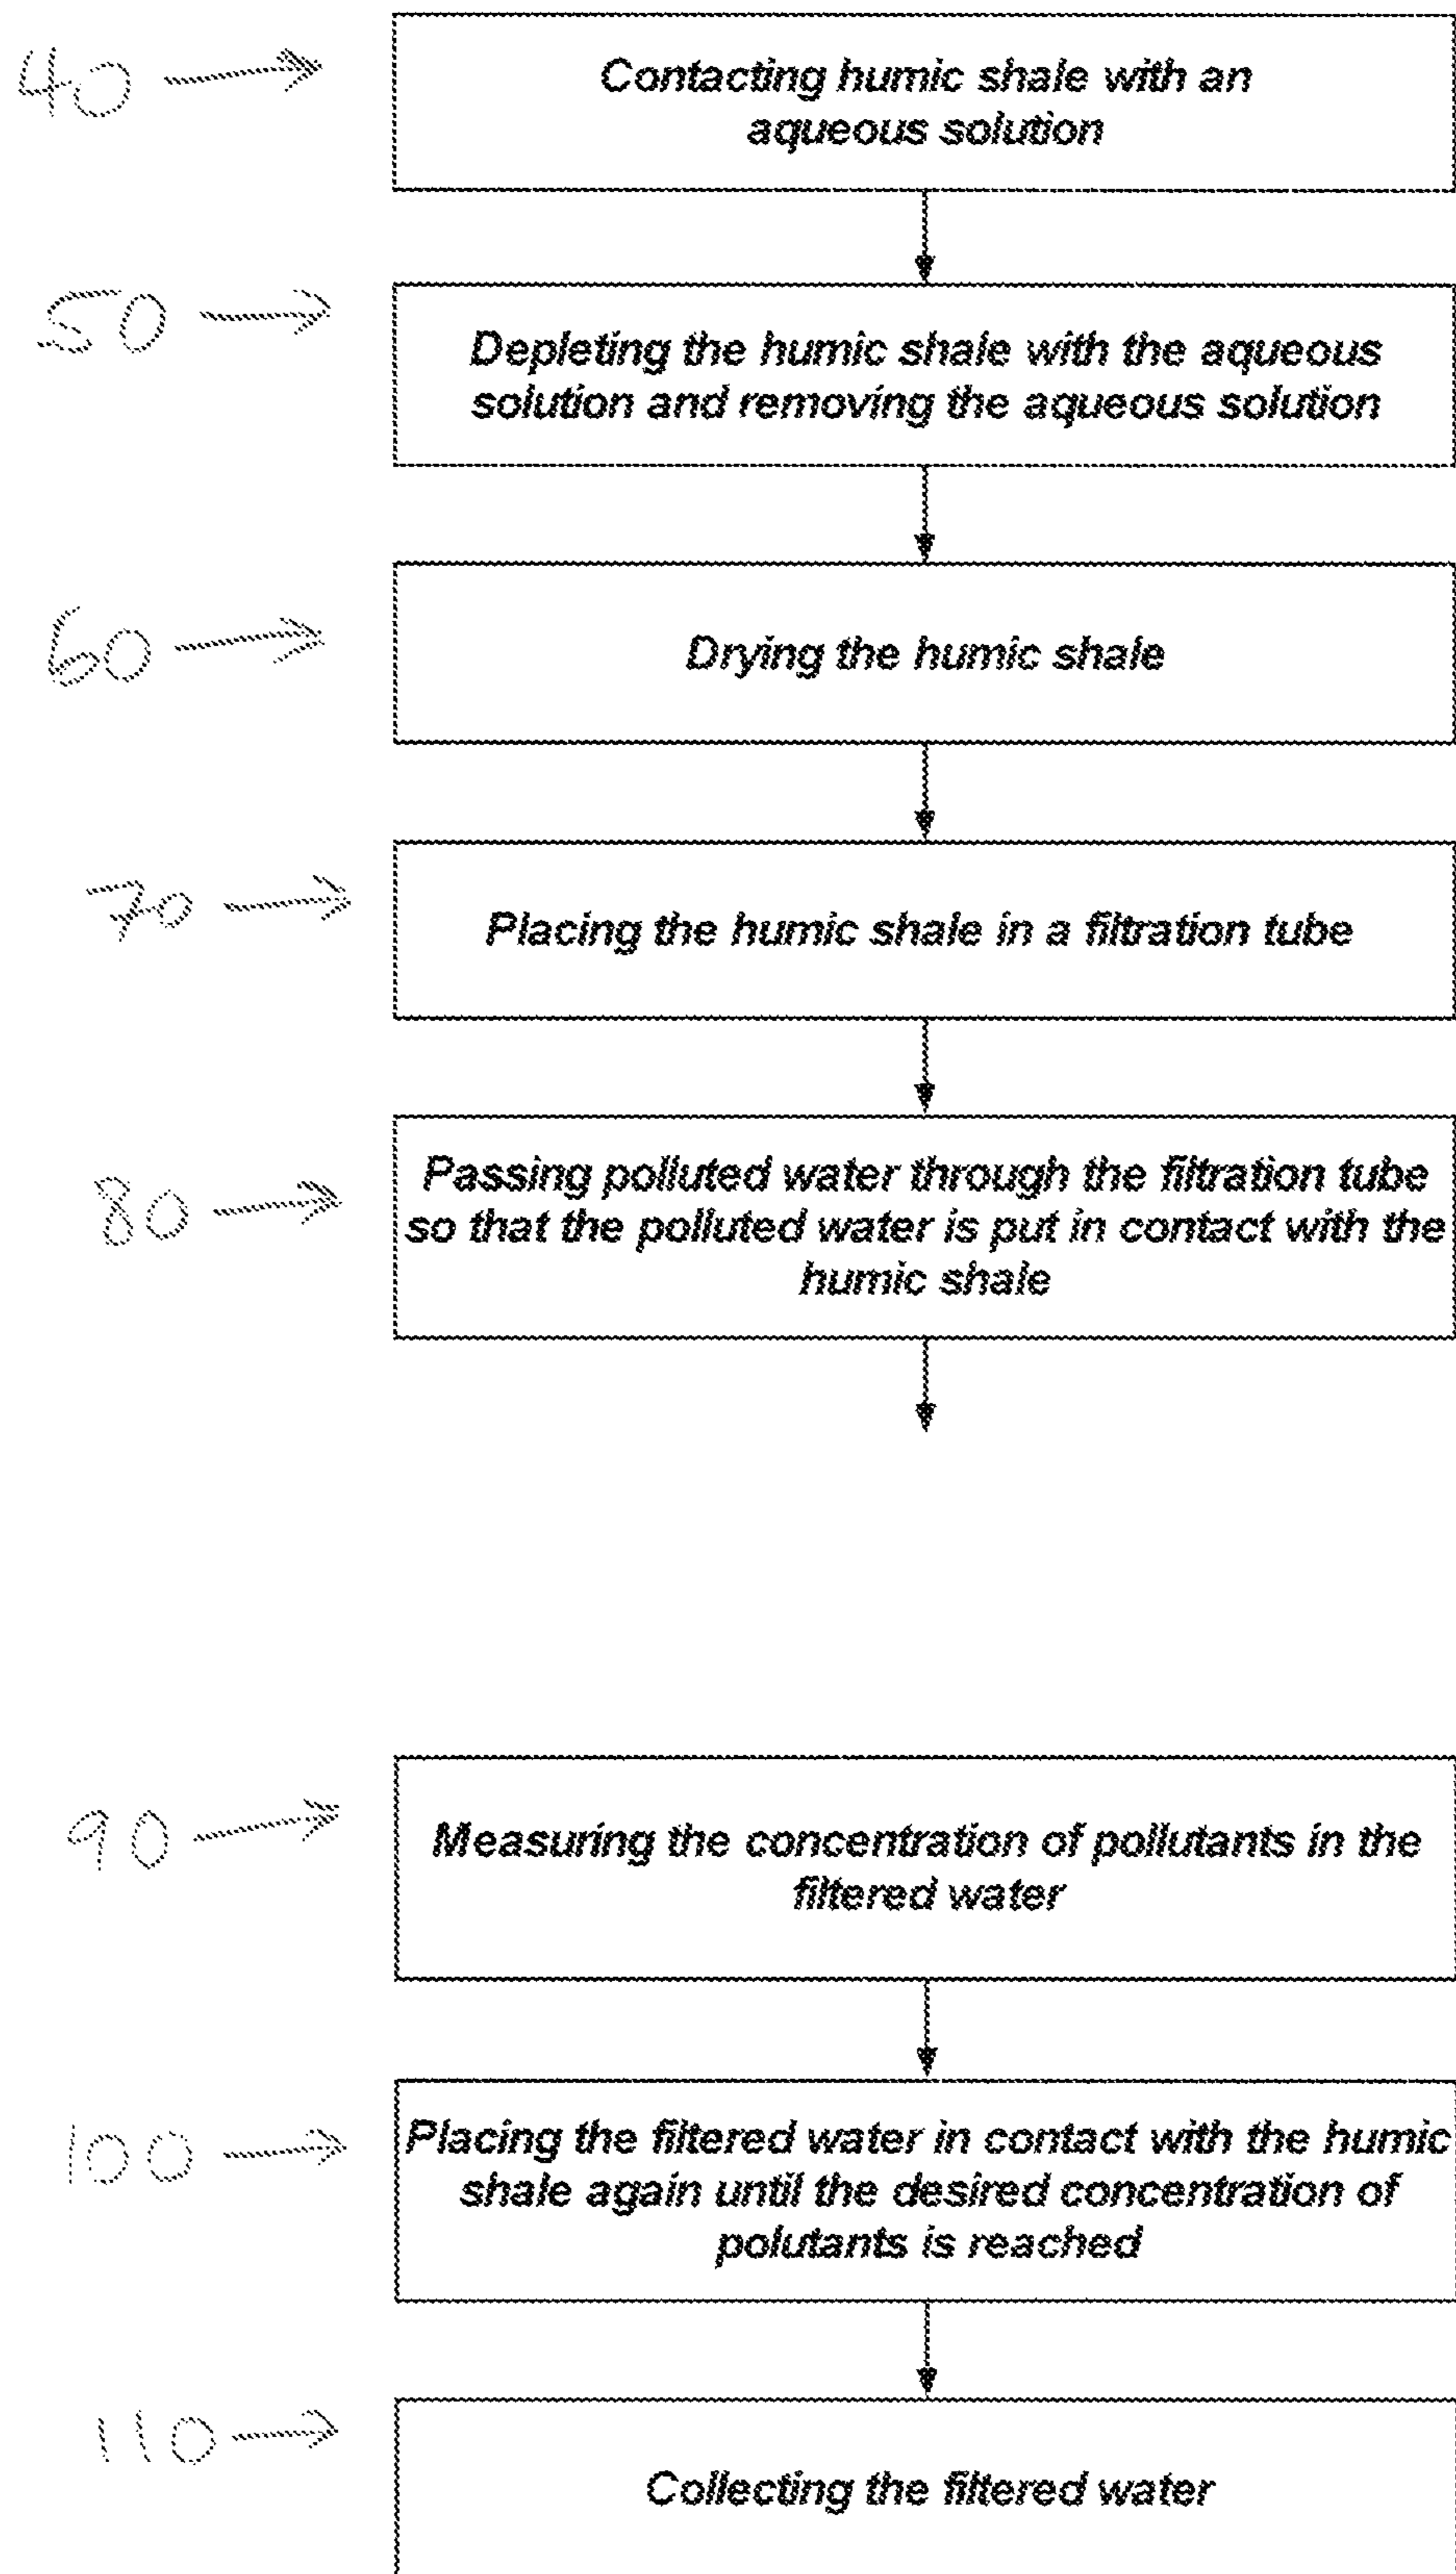 40
Contacting humic shale with an
aqueous solution
50
Depleting the humic shale with the aqueous
solution and removing the aqueous solution
60
Drying the humic shale
70
Placing the humic shale in a filtration tube
80
Passing polluted water through the filtration tube
so that the polluted water is put in contact with the
humic shale
90
Measuring the concentration of pollutants in the
filtered water
100
Placing the filtered water in contact with the humic
shale again until the desired concentration of
polutants is reached
110
Collecting the filtered water